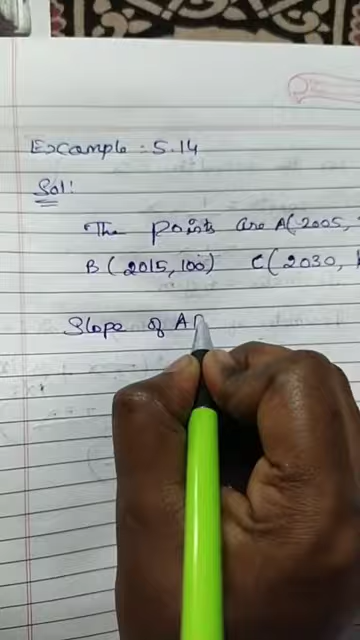 Example : 5.14
Sol:
The points are A(2005,
B (2015, 100) C(2030,
Slope of A